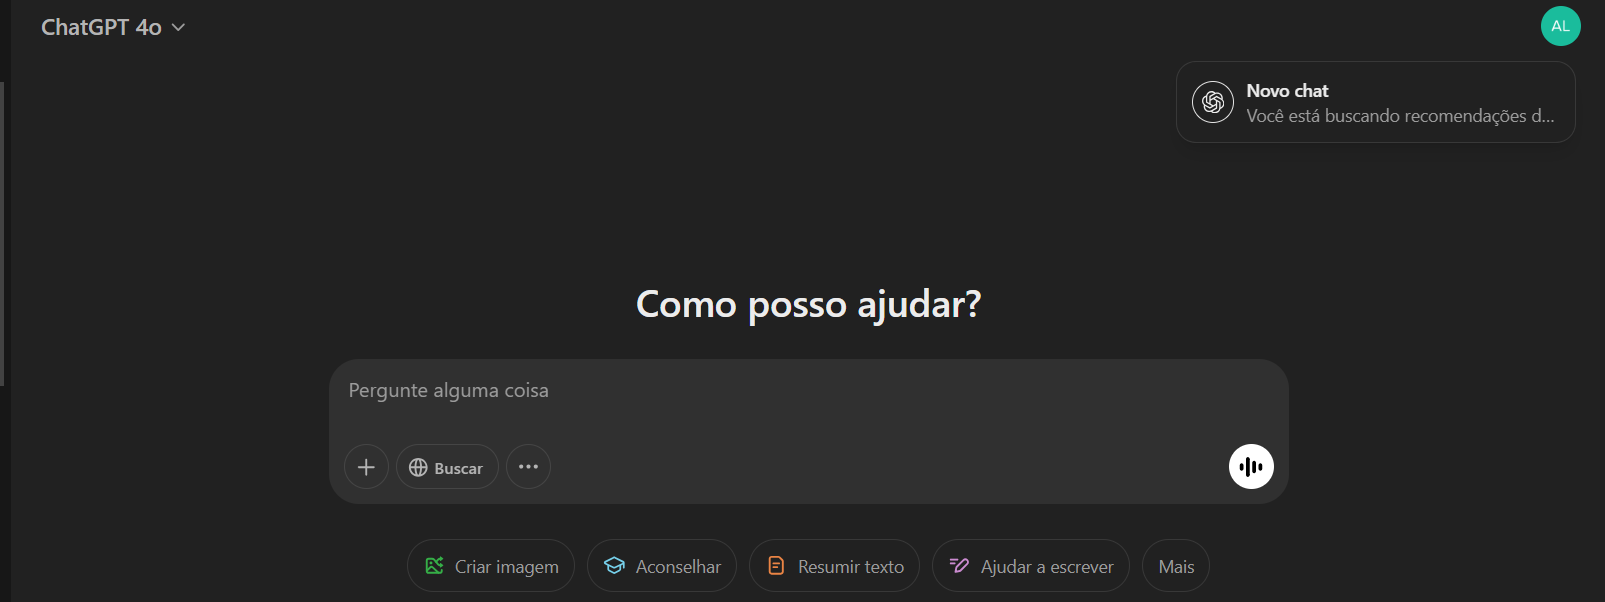 ChatGPT 4o
AL
Novo chat
Você está buscando recomendações d...
Como posso ajudar?
Pergunte alguma coisa
Buscar
Criar imagem
Aconselhar
Resumir texto
Ajudar a escrever
Mais